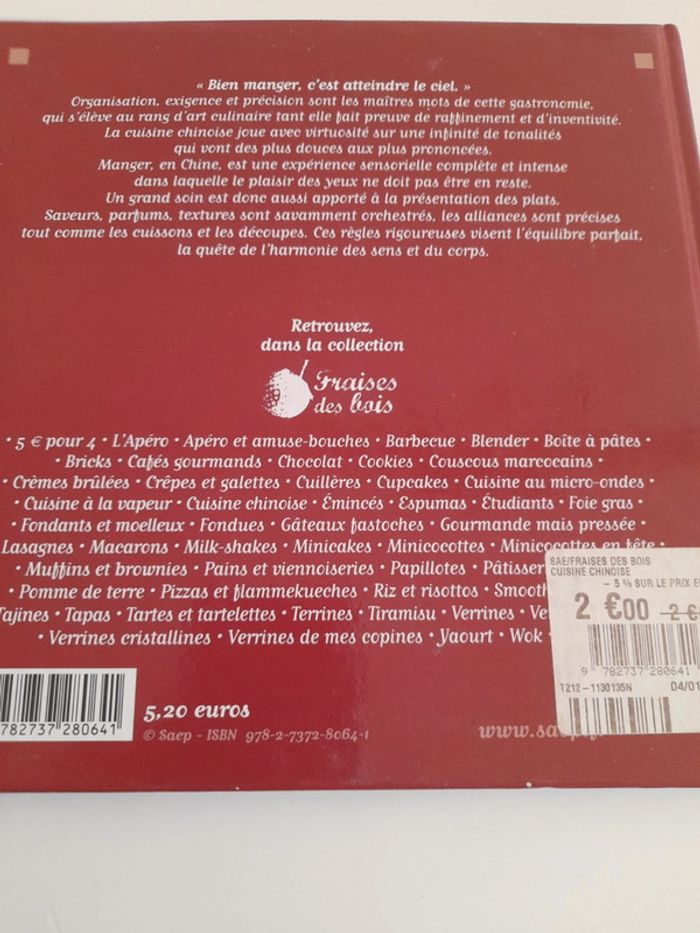 « Bien manger, c'est atteindre le ciel. »
Organisation, exigence et précision sont les maîtres mots de cette gastronomie,
qui s'élève au rang d'art culinaire tant elle fait preuve de raffinement et d'inventivité.
La cuisine chinoise joue avec virtuosité sur une infinité de tonalités
qui vont des plus douces aux plus prononcées.
Manger, en Chine, est une expérience sensorielle complète et intense
dans laquelle le plaisir des yeux ne doit pas être en reste.
Un grand soin est donc aussi apporté à la présentation des plats.
Saveurs, parfums, textures sont savamment orchestrés, les alliances sont précises
tout comme les cuissons et les découpes. Ces règles rigoureuses visent l'équilibre parfait,
la quête de l'harmonie des sens et du corps.
Retrouvez,
dans la collection
Fraises
des bois
• 5 € pour 4 • L'Apéro • Apéro et amuse-bouches • Barbecue • Blender • Boîte à pâtes •
• Bricks • Cafés gourmands • Chocolat • Cookies • Couscous marcocains •
• Crèmes brûlées • Crêpes et galettes • Cuillères • Cupcakes • Cuisine au micro-ondes •
• Cuisine à la vapeur • Cuisine chinoise • Émincés • Espumas • Étudiants • Foie gras •
• Fondants et moelleux • Fondues • Gâteaux fastoches • Gourmande mais pressée •
Lasagnes • Macarons • Milk-shakes • Minicakes • Minicocottes • Minicocottes en fête •
• Muffins et brownies • Pains et viennoiseries • Papillotes •
• Pomme de terre • Pizzas et flammekueches • Riz et risottos •
Tajines • Tapas • Tartes et tartelettes • Terrines • Tiramisu • Verrines •
• Verrines cristallines • Verrines de mes copines • Yaourt • Wok •
SAE/FRAISES DES BOIS
CUISINE CHINOISE
- 5 % SUR LE PRIX
2 €00 2 €
9 782737 280641
T212-1130135N 04/01
782737 280641
5,20 euros
© Saep - ISBN 978-2-7372-8064-1